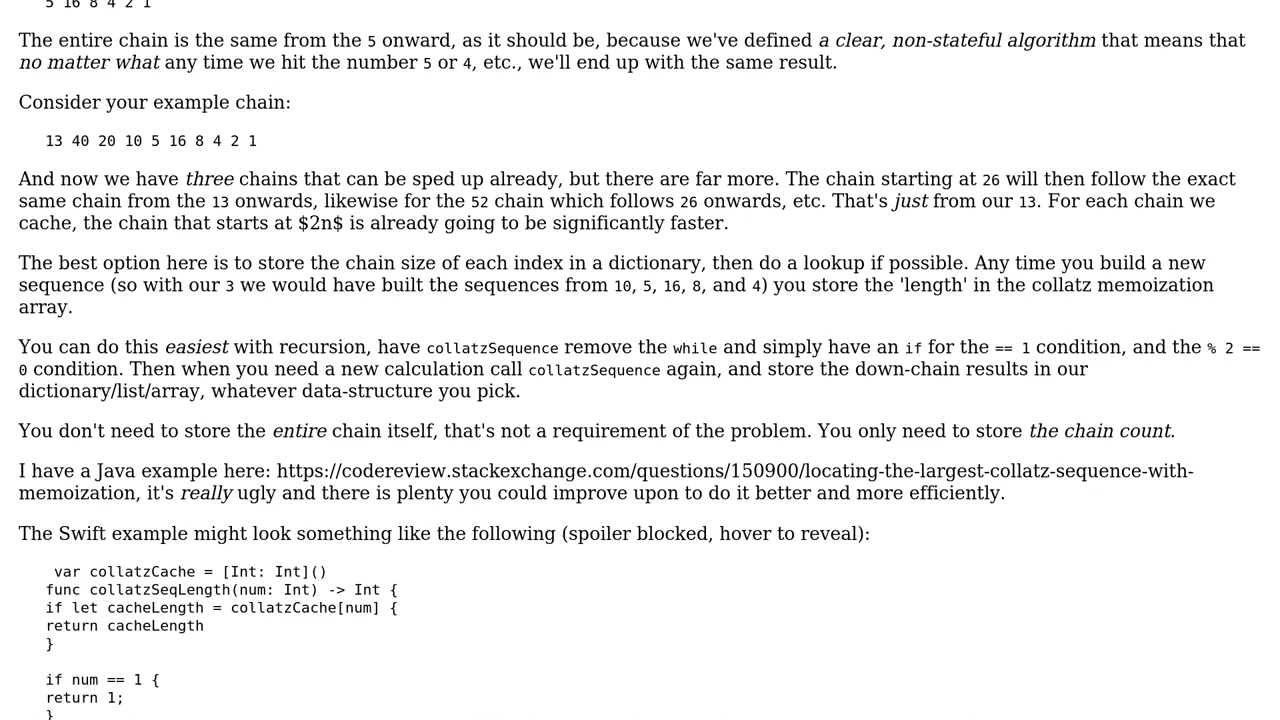 5 16 8 4 2 1
The entire chain is the same from the 5 onward, as it should be, because we've defined a clear, non-stateful algorithm that means that
no matter what any time we hit the number 5 or 4, etc., we'll end up with the same result.
Consider your example chain:
13 40 20 10 5 16 8 4 2 1
And now we have three chains that can be sped up already, but there are far more. The chain starting at 26 will then follow the exact
same chain from the 13 onwards, likewise for the 52 chain which follows 26 onwards, etc. That's just from our 13. For each chain we
cache, the chain that starts at $2n$ is already going to be significantly faster.
The best option here is to store the chain size of each index in a dictionary, then do a lookup if possible. Any time you build a new
sequence (so with our 3 we would have built the sequences from 10, 5, 16, 8, and 4) you store the 'length' in the collatz memoization
array.
You can do this easiest with recursion, have collatzSequence remove the while and simply have an if for the == 1 condition, and the % 2 ==
0 condition. Then when you need a new calculation call collatzSequence again, and store the down-chain results in our
dictionary/list/array, whatever data-structure you pick.
You don't need to store the entire chain itself, that's not a requirement of the problem. You only need to store the chain count.
I have a Java example here: https://codereview.stackexchange.com/questions/150900/locating-the-largest-collatz-sequence-with-
memoization, it's really ugly and there is plenty you could improve upon to do it better and more efficiently.
The Swift example might look something like the following (spoiler blocked, hover to reveal):
var collatzCache = [Int: Int]()
func collatzSeqLength(num: Int) -> Int {
if let cacheLength = collatzCache[num] {
return cacheLength
}
if num == 1 {
return 1;
}